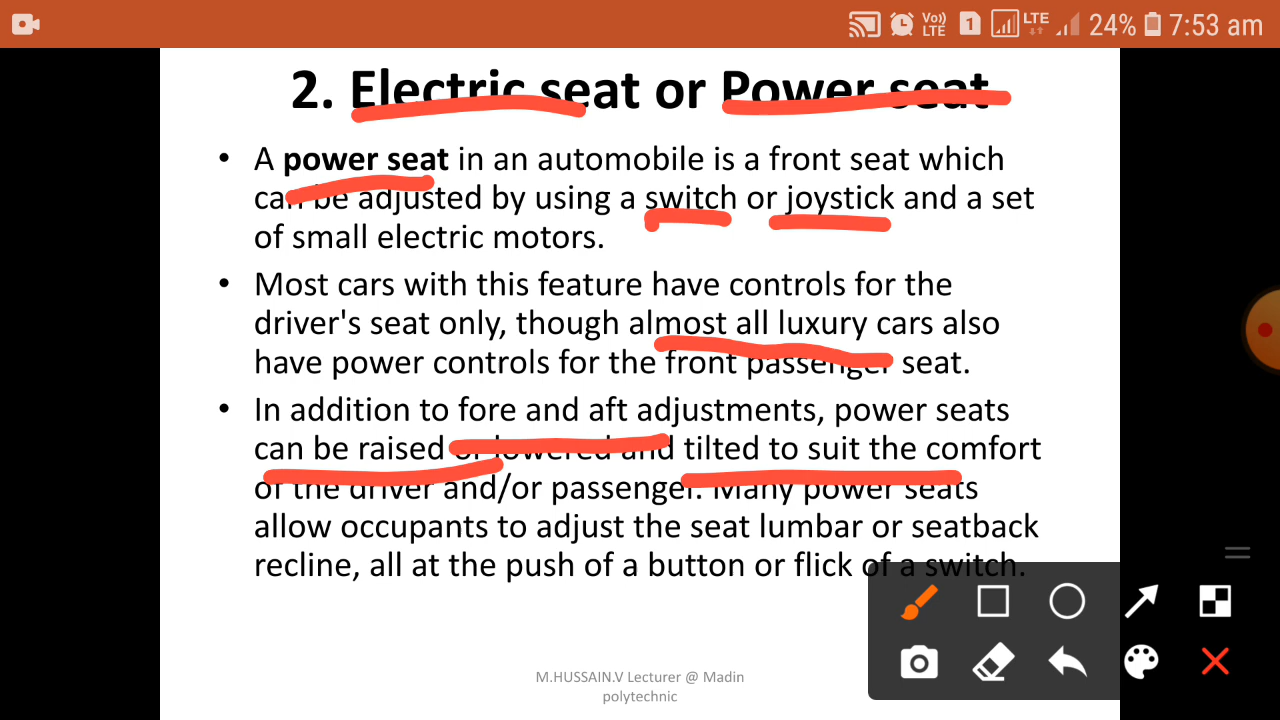 Vo)) LTE 1 LTE 24% 7:53 am
2. Electric seat or Power seat
• A power seat in an automobile is a front seat which
can be adjusted by using a switch or joystick and a set
of small electric motors.
• Most cars with this feature have controls for the
driver's seat only, though almost all luxury cars also
have power controls for the front passenger seat.
• In addition to fore and aft adjustments, power seats
can be raised or lowered and tilted to suit the comfort
of the driver and/or passenger. Many power seats
allow occupants to adjust the seat lumbar or seatback
recline, all at the push of a button or flick of a switch.
M.HUSSAIN.V Lecturer @ Madin
polytechnic